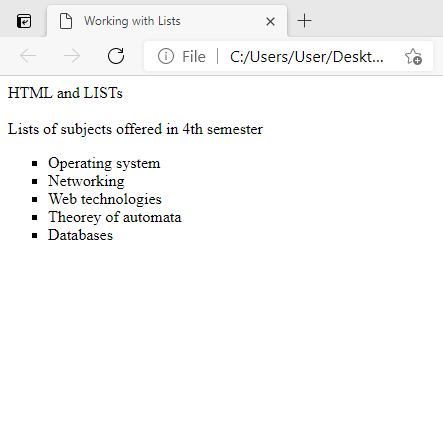 Working with Lists
File
C:/Users/User/Deskt...
HTML and LISTs
Lists of subjects offered in 4th semester
Operating system
Networking
Web technologies
Theorey of automata
Databases